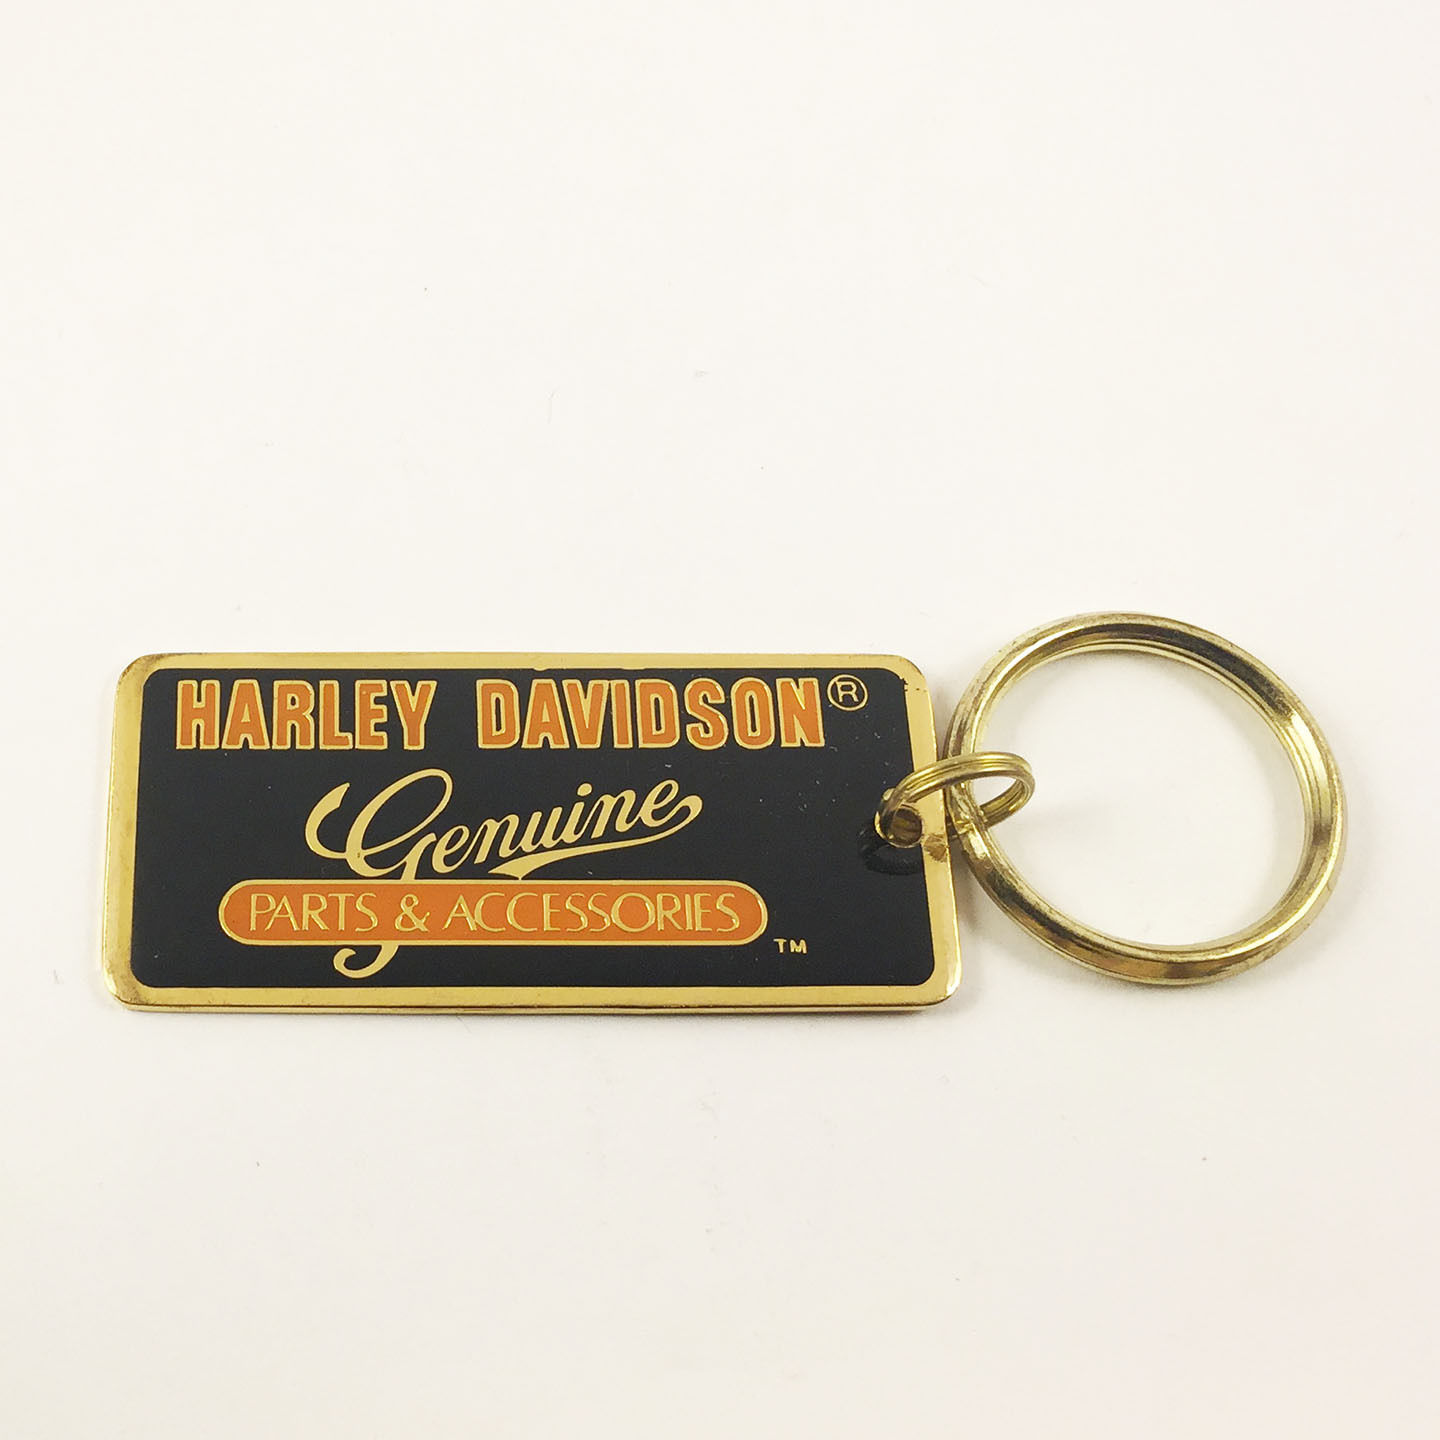 HARLEY DAVIDSON®
Genuine
PARTS & ACCESSORIES
TM